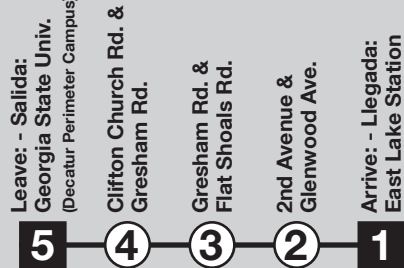 Leave: - Salida:
Georgia State Univ.
(Decatur Perimeter Campus)
Clifton Church Rd. &
Gresham Rd.
Gresham Rd. &
Flat Shoals Rd.
2nd Avenue &
Glenwood Ave.
Arrive: - Llegada:
East Lake Station
5
4
3
2
1